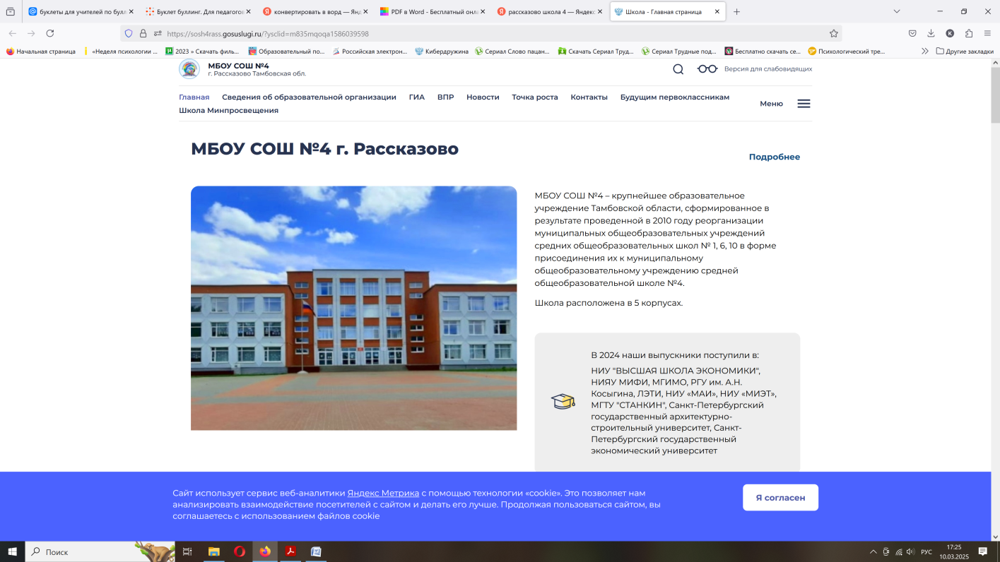 буклеты для учителей по булл
Буклет буллинг. Для педагогов
конвертировать в ворд — Янд
PDF в Word - Бесплатный онла
рассказово школа 4 — Яндекс
Школа - Главная страница
https://sosh4rass.gosuslugi.ru/?ysclid=m835mqoqa1586039598
Начальная страница
«Неделя психологии ...
2023 » Скачать филь...
Образовательный по...
Российская электрон...
Кибердружина
Сериал Слово пацан...
Скачать Сериал Труд...
Сериал Трудные под...
Бесплатно скачать се...
Психологический тре...
Другие закладки
МБОУ СОШ №4
г. Рассказово Тамбовская обл.
Версия для слабовидящих
Главная Сведения об образовательной организации ГИА ВПР Новости Точка роста Контакты Будущим первоклассникам
Школа Минпросвещения
Меню
МБОУ СОШ №4 г. Рассказово
Подробнее
МБОУ СОШ №4 – крупнейшее образовательное
учреждение Тамбовской области, сформированное в
результате проведенной в 2010 году реорганизации
муниципальных общеобразовательных учреждений
средних общеобразовательных школ № 1, 6, 10 в форме
присоединения их к муниципальному
общеобразовательному учреждению средней
общеобразовательной школе №4.
Школа расположена в 5 корпусах.
В 2024 наши выпускники поступили в:
НИУ "ВЫСШАЯ ШКОЛА ЭКОНОМИКИ",
НИЯУ МИФИ, МГИМО, РГУ им. А.Н.
Косыгина, ЛЭТИ, НИУ «МАИ», НИУ «МИЭТ»,
МГТУ "СТАНКИН", Санкт-Петербургский
государственный архитектурно-
строительный университет, Санкт-
Петербургский государственный
экономический университет
Сайт использует сервис веб-аналитики Яндекс Метрика с помощью технологии «cookie». Это позволяет нам
анализировать взаимодействие посетителей с сайтом и делать его лучше. Продолжая пользоваться сайтом, вы
соглашаетесь с использованием файлов cookie
Я согласен
Поиск
РУС
17:25
10.03.2025